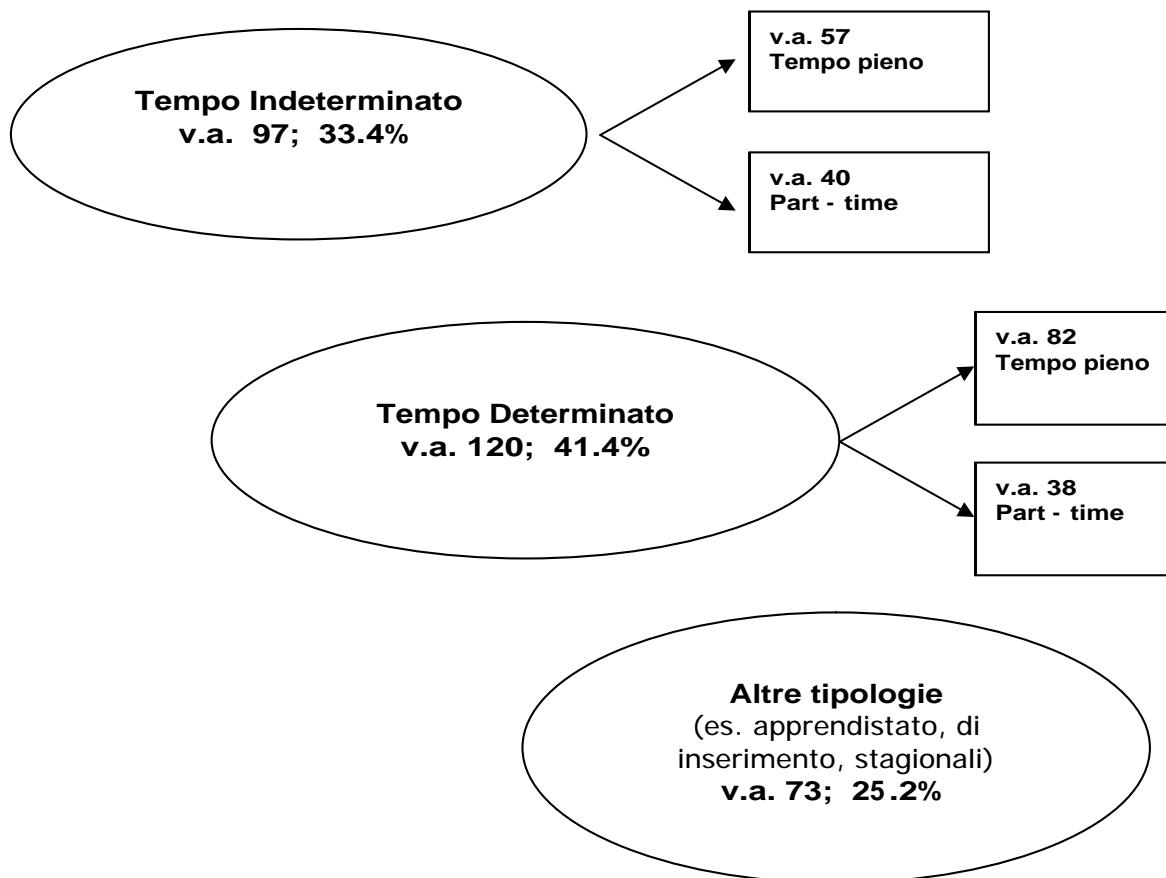 Tempo Indeterminato
v.a. 97; 33.4%
v.a. 57
Tempo pieno
v.a. 40
Part - time
Tempo Determinato
v.a. 120; 41.4%
v.a. 82
Tempo pieno
v.a. 38
Part - time
Altre tipologie
(es. apprendistato, di
inserimento, stagionali)
v.a. 73; 25.2%